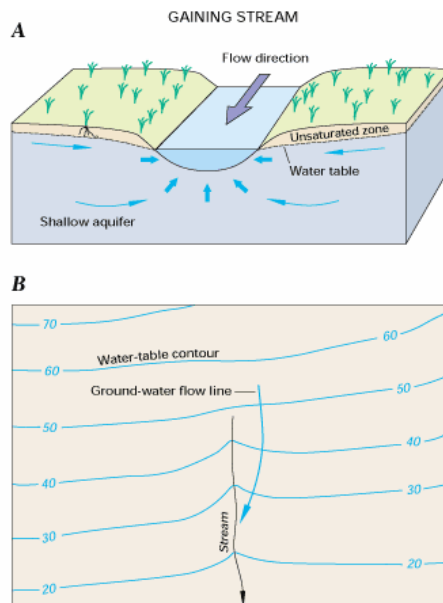 GAINING STREAM
A
Flow direction
Unsaturated zone
Water table
Shallow aquifer
B
70
60
Water-table contour
60
Ground-water flow line
50
50
40
40
30
30
Stream
20
20